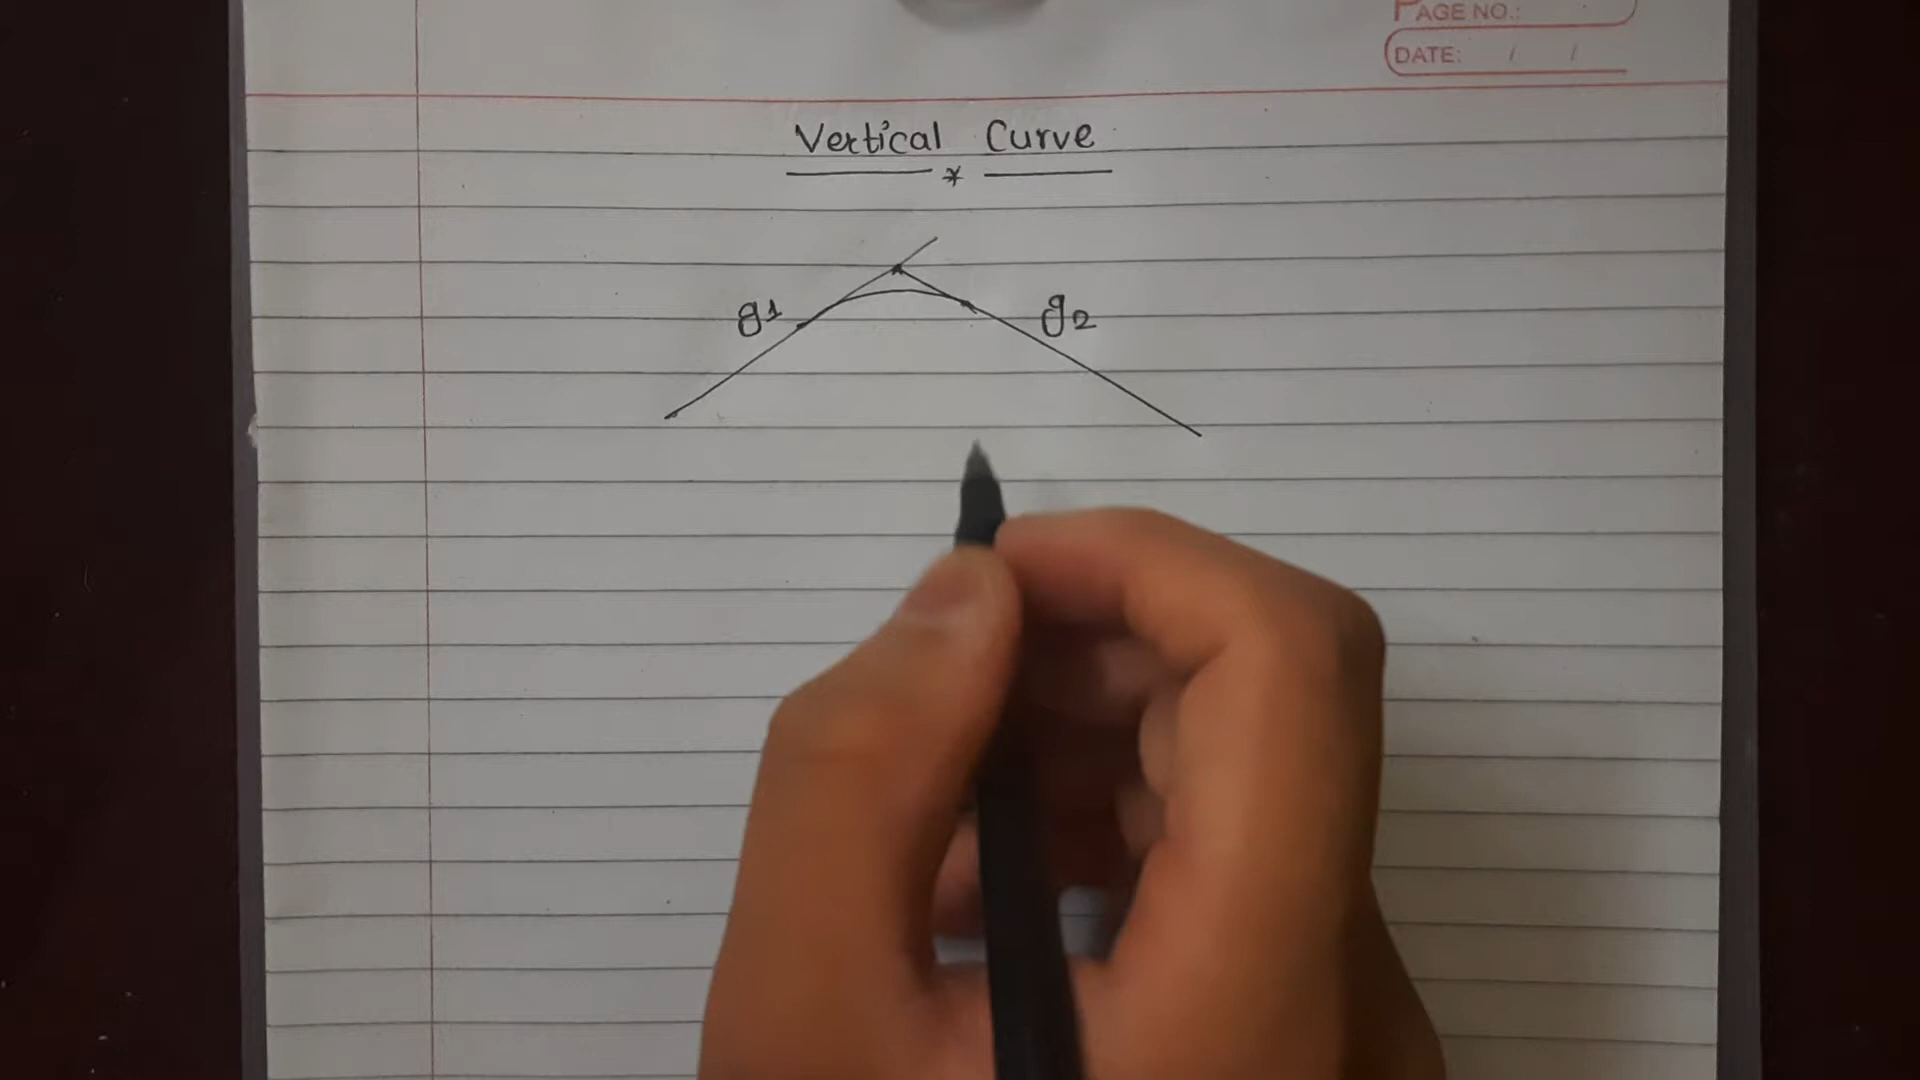 PAGE NO.:
DATE: / /
Vertical Curve
*
g1 g2